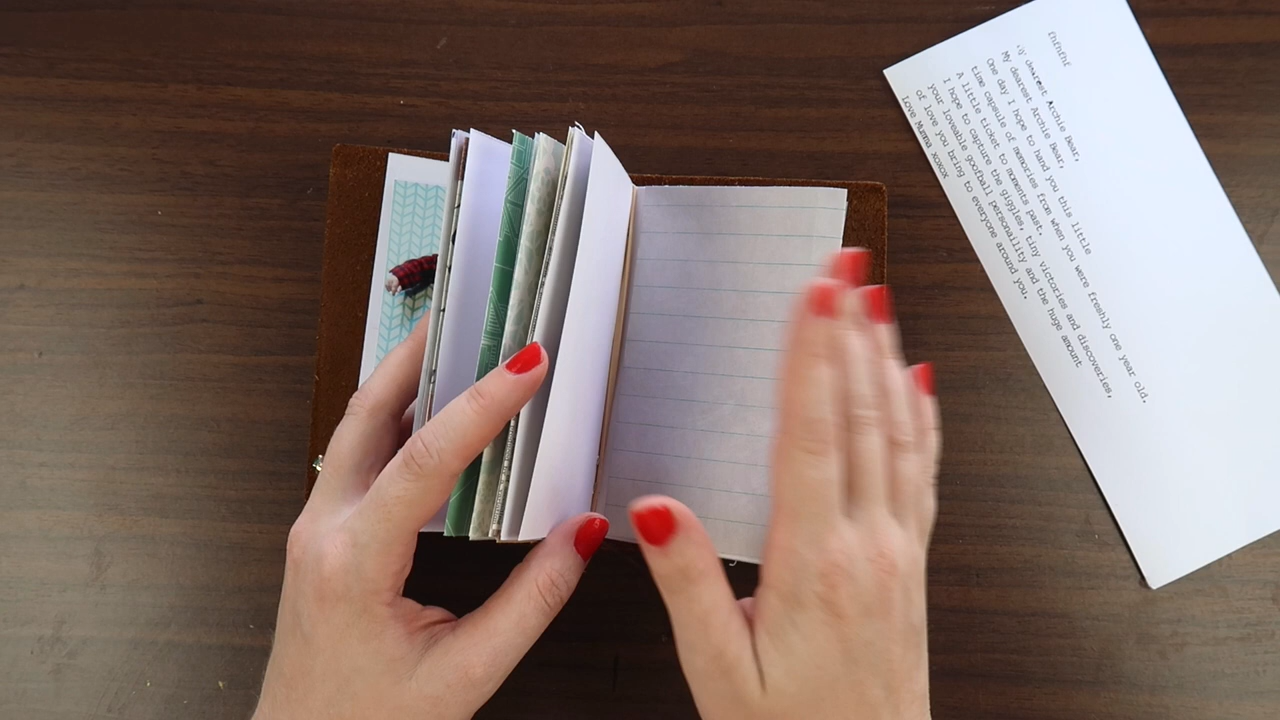 fhfhfhf
dearest Archie Bear,
My dearest Archie Bear,
One day I hope to hand you this little
time capsule of memories from when you were freshly one year old.
A little ticket to moments past,
I hope to capture the giggles, tiny victories and discoveries,
your loveable goofball personality and the huge amount
of love you bring to everyone around you.
Love Mumma xoxox